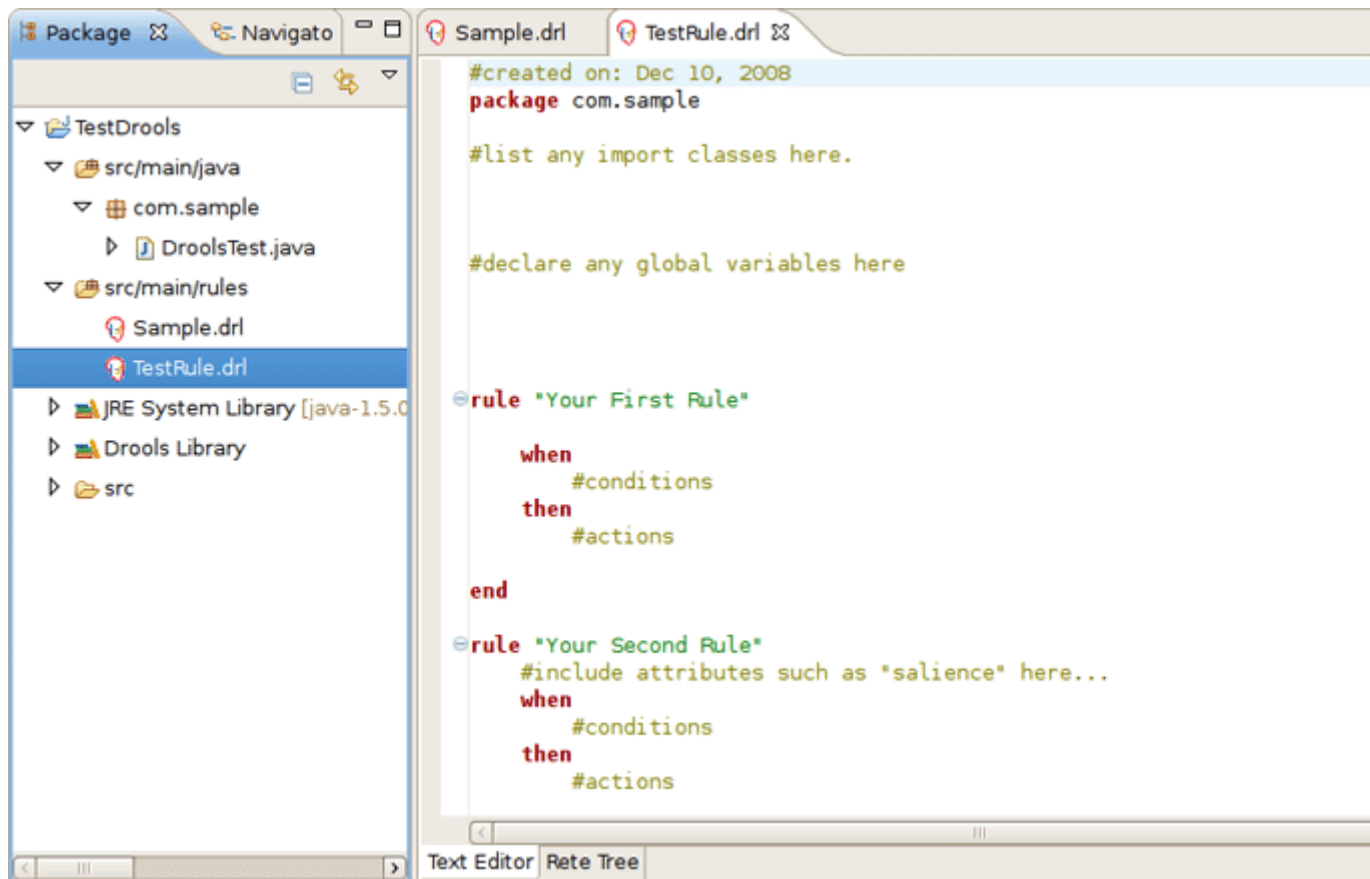 Package
Navigato
TestDrools
src/main/java
com.sample
DroolsTest.java
src/main/rules
Sample.drl
TestRule.drl
JRE System Library [java-1.5.0
Drools Library
src
Sample.drl
TestRule.drl
#created on: Dec 10, 2008
package com.sample
#list any import classes here.
#declare any global variables here
rule "Your First Rule"
when
#conditions
then
#actions
end
rule "Your Second Rule"
#include attributes such as "salience" here...
when
#conditions
then
#actions
Text Editor
Rete Tree